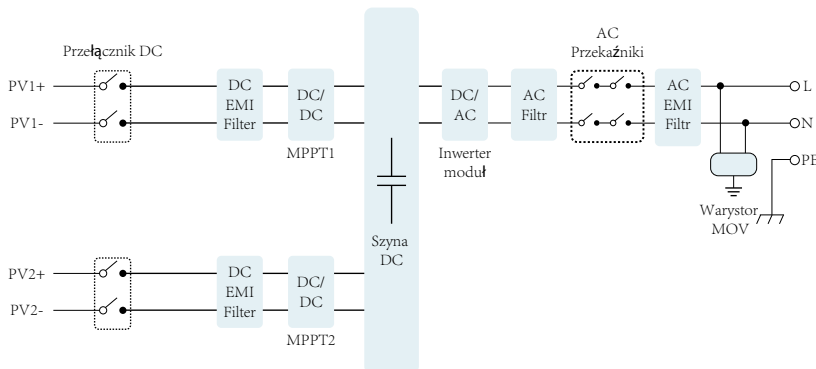 AC
Przekaźniki
Przełącznik DC
PV1+
PV1-
DC
EMI
Filter
DC/
DC
MPPT1
DC/
AC
Inwerter
moduł
AC
Filtr
AC
EMI
Filtr
L
N
PE
Warystor
MOV
Szyna
DC
PV2+
PV2-
DC
EMI
Filter
DC/
DC
MPPT2